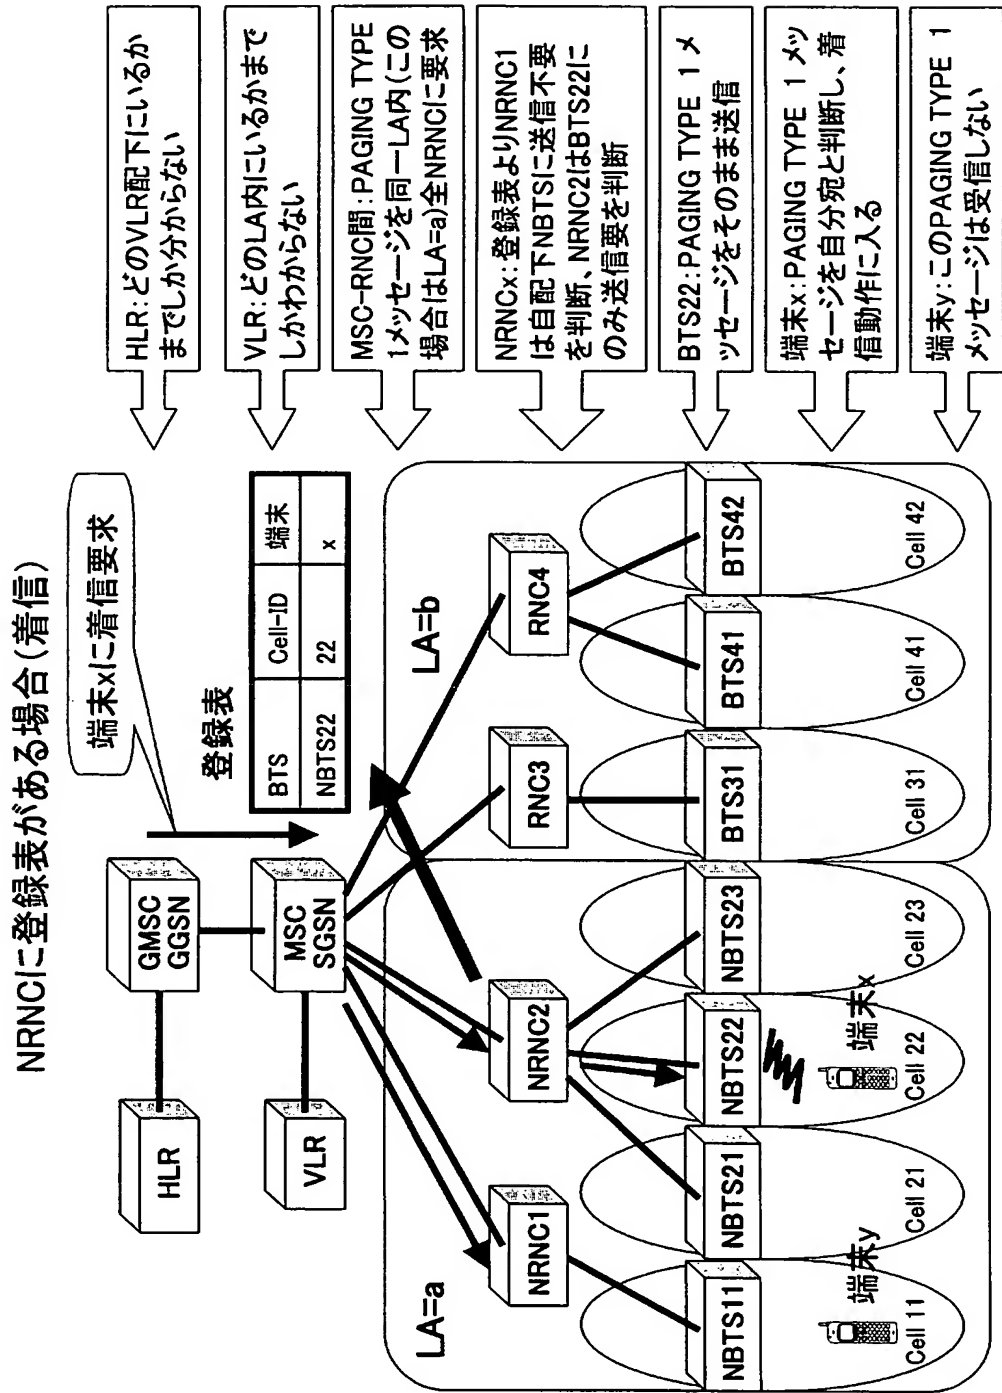 NRNCに登録表がある場合(着信)
端末xに着信要求
登録表
BTS Cell-ID 端末
NBTS22 22 x
GMSC
GGSN
HLR
MSC
SGSN
VLR
LA=a
LA=b
NRNC1
NRNC2
RNC3
RNC4
NBTS11
NBTS21
NBTS22
NBTS23
BTS31
BTS41
BTS42
端末y
端末x
Cell 11
Cell 21
Cell 22
Cell 23
Cell 31
Cell 41
Cell 42
HLR:どのVLR配下にいるか
までしか分からない
VLR:どのLA内にいるかまで
しかわからない
MSC-RNC間:PAGING TYPE
1メッセージを同一LA内(この
場合はLA=a)全NRNCに要求
NRNCx:登録表よりNRNC1
は自配下NBTSに送信不要
を判断、NRNC2はBTS22に
のみ送信要を判断
BTS22:PAGING TYPE 1 メ
ッセージをそのまま送信
端末x:PAGING TYPE 1 メッ
セージを自分宛と判断し、着
信動作に入る
端末y:このPAGING TYPE 1
メッセージは受信しない